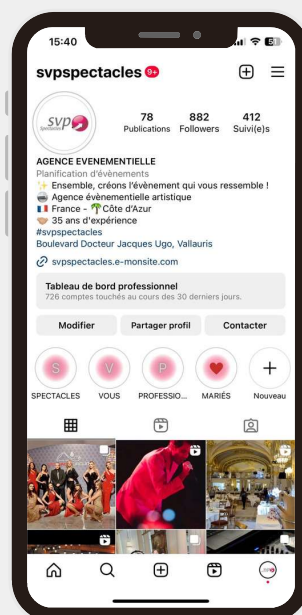 15:40
svpspectacles 9+
svp
Spectacles
78 882 412
Publications Followers Suivi(e)s
AGENCE EVENEMENTIELLE
Planification d'évènements
✨ Ensemble, créons l'évènement qui vous ressemble !
Agence évènementielle artistique
🇫🇷 France - 🌴Côte d'Azur
🤝 35 ans d'expérience
#svpspectacles
Boulevard Docteur Jacques Ugo, Vallauris
svpspectacles.e-monsite.com
Tableau de bord professionnel
726 comptes touchés au cours des 30 derniers jours.
Modifier Partager profil Contacter
S V P
SPECTACLES VOUS PROFESSIO... MARIÉS Nouveau